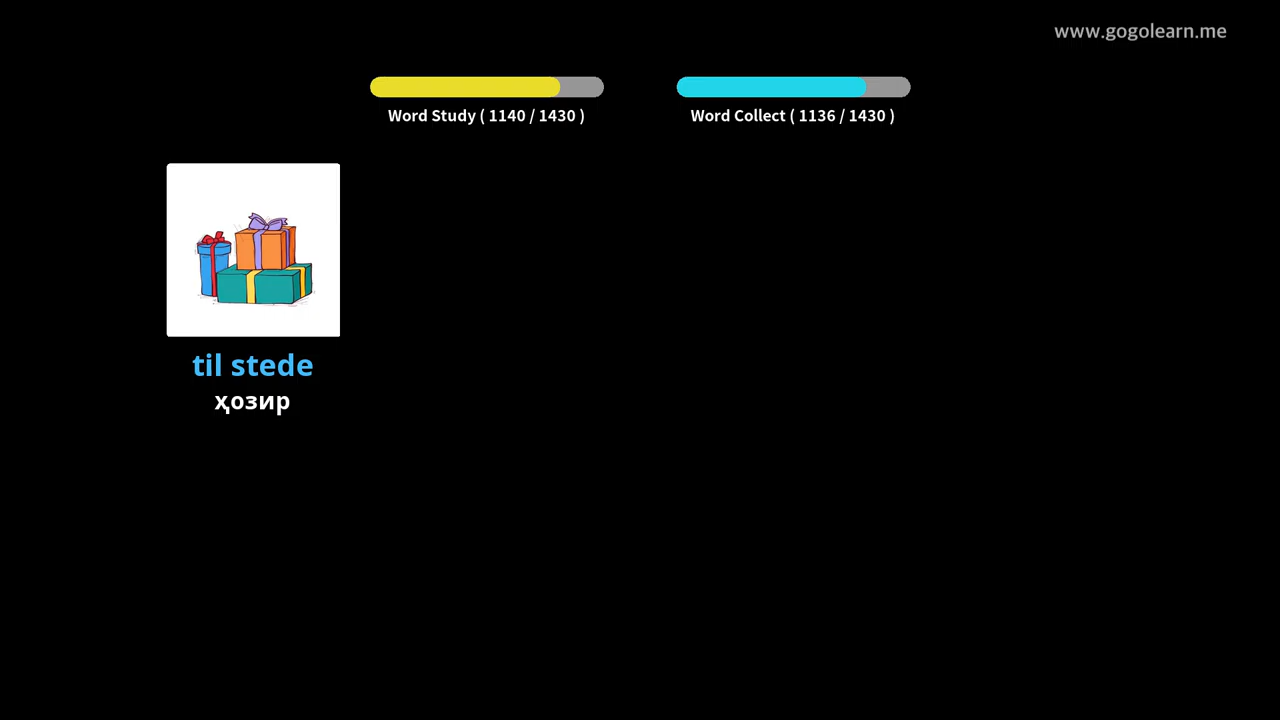 www.gogolearn.me
Word Study ( 1140 / 1430 )
Word Collect ( 1136 / 1430 )
til stede
ҳозир